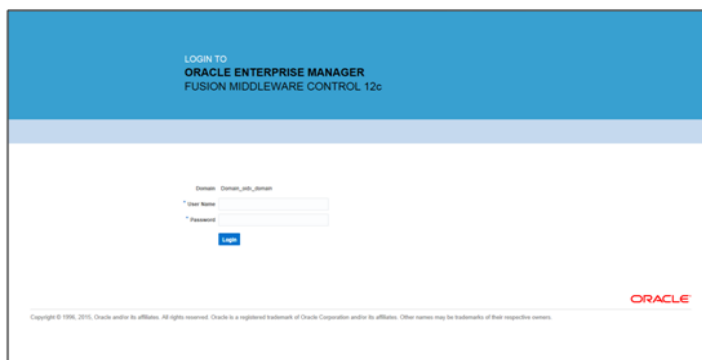 LOGIN TO
ORACLE ENTERPRISE MANAGER
FUSION MIDDLEWARE CONTROL 12c
Domain Domain_oidc_domain
* User Name
* Password
Login
ORACLE
Copyright © 1996, 2015, Oracle and/or its affiliates. All rights reserved. Oracle is a registered trademark of Oracle Corporation and/or its affiliates. Other names may be trademarks of their respective owners.